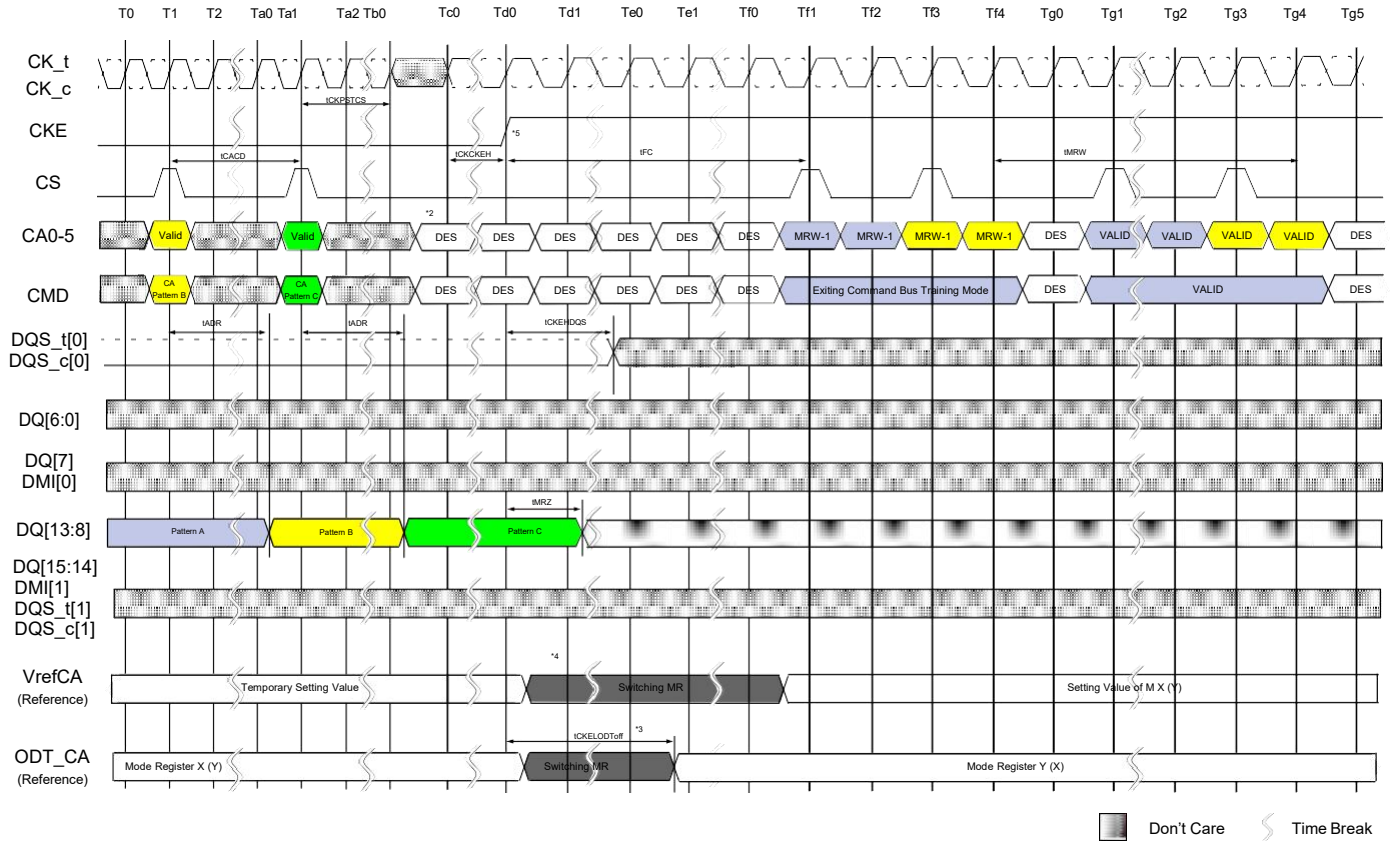 T0 T1 T2 Ta0 Ta1 Ta2 Tb0 Tc0 Td0 Td1 Te0 Te1 Tf0 Tf1 Tf2 Tf3 Tf4 Tg0 Tg1 Tg2 Tg3 Tg4 Tg5
CK_t
CK_c
tCKPSTCS
CKE
*5
tCACD tCKCKEH tFC tMRW
CS
*2
CA0-5 Valid Valid DES DES DES DES DES DES MRW-1 MRW-1 MRW-1 MRW-1 DES VALID VALID VALID VALID DES
CMD CA Pattern B CA Pattern C DES DES DES DES DES DES Exiting Command Bus Training Mode DES VALID DES
tADR tADR tCKEHDQS
DQS_t[0]
DQS_c[0]
DQ[6:0]
DQ[7]
DMI[0]
tMRZ
DQ[13:8] Pattern A Pattern B Pattern C
DQ[15:14]
DMI[1]
DQS_t[1]
DQS_c[1]
*4
VrefCA
(Reference)
Temporary Setting Value Switching MR Setting Value of M X (Y)
tCKELODToff *3
ODT_CA
(Reference)
Mode Register X (Y) Switching MR Mode Register Y (X)
Don't Care Time Break